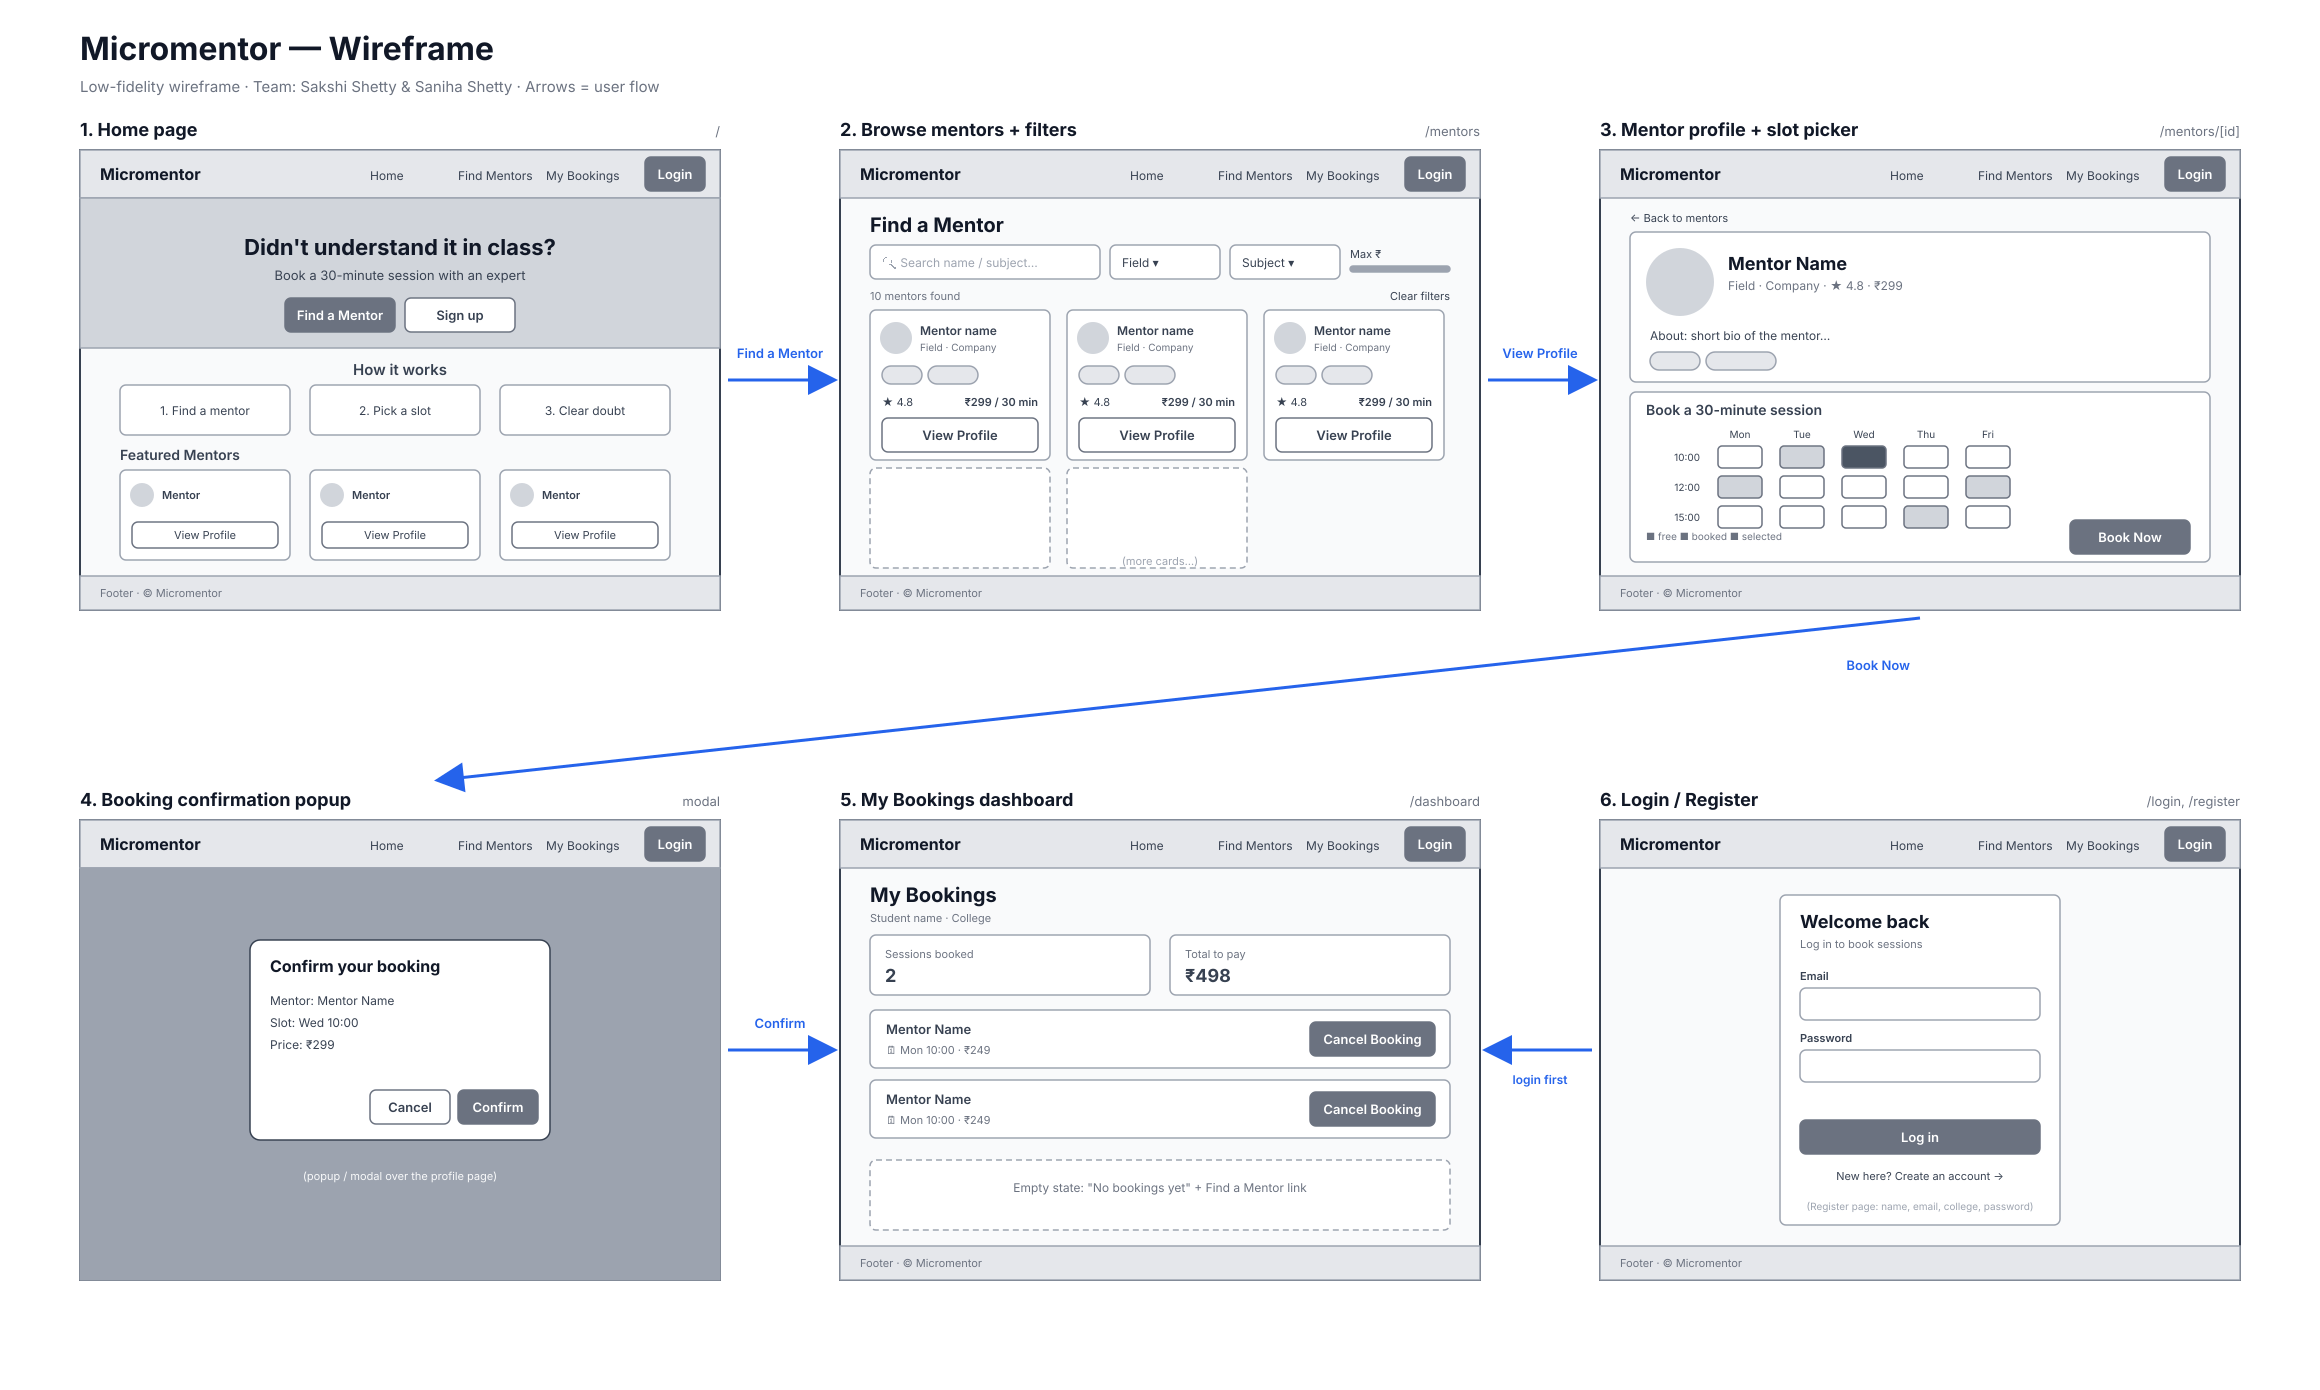 Micromentor — Wireframe
Low-fidelity wireframe · Team: Sakshi Shetty & Saniha Shetty · Arrows = user flow
1. Home page /
Micromentor Home Find Mentors My Bookings Login
Didn't understand it in class?
Book a 30-minute session with an expert
Find a Mentor Sign up
How it works
1. Find a mentor 2. Pick a slot 3. Clear doubt
Featured Mentors
Mentor Mentor Mentor
View Profile View Profile View Profile
Footer · © Micromentor
Find a Mentor
2. Browse mentors + filters /mentors
Micromentor Home Find Mentors My Bookings Login
Find a Mentor
Search name / subject... Field ▾ Subject ▾ Max ₹
10 mentors found Clear filters
Mentor name Mentor name Mentor name
Field · Company Field · Company Field · Company
★ 4.8 ₹299 / 30 min ★ 4.8 ₹299 / 30 min ★ 4.8 ₹299 / 30 min
View Profile View Profile View Profile
(more cards...)
Footer · © Micromentor
View Profile
3. Mentor profile + slot picker /mentors/[id]
Micromentor Home Find Mentors My Bookings Login
← Back to mentors
Mentor Name
Field · Company · ★ 4.8 · ₹299
About: short bio of the mentor...
Book a 30-minute session
Mon Tue Wed Thu Fri
10:00
12:00
15:00
■ free ■ booked ■ selected
Book Now
Footer · © Micromentor
Book Now
4. Booking confirmation popup modal
Micromentor Home Find Mentors My Bookings Login
Confirm your booking
Mentor: Mentor Name
Slot: Wed 10:00
Price: ₹299
Cancel Confirm
(popup / modal over the profile page)
Confirm
5. My Bookings dashboard /dashboard
Micromentor Home Find Mentors My Bookings Login
My Bookings
Student name · College
Sessions booked Total to pay
2 ₹498
Mentor Name
Mon 10:00 · ₹249
Cancel Booking
Mentor Name
Mon 10:00 · ₹249
Cancel Booking
Empty state: "No bookings yet" + Find a Mentor link
Footer · © Micromentor
login first
6. Login / Register /login, /register
Micromentor Home Find Mentors My Bookings Login
Welcome back
Log in to book sessions
Email
Password
Log in
New here? Create an account →
(Register page: name, email, college, password)
Footer · © Micromentor